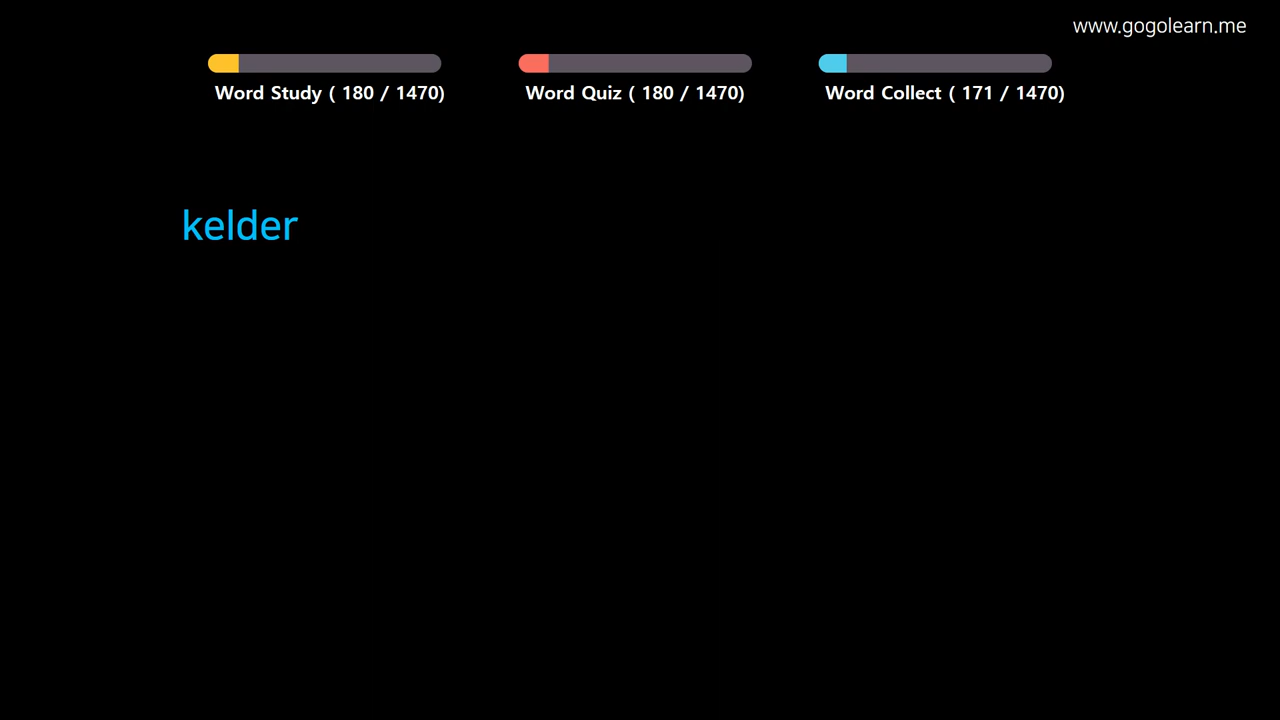 www.gogolearn.me
Word Study ( 180 / 1470)
Word Quiz ( 180 / 1470)
Word Collect ( 171 / 1470)
kelder